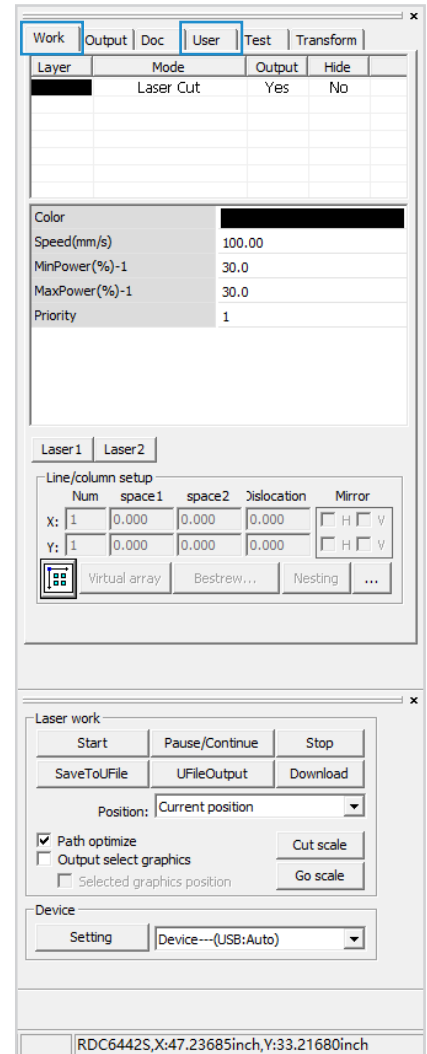 Work Output Doc User Test Transform
Layer Mode Output Hide
Laser Cut Yes No
Color
Speed(mm/s) 100.00
MinPower(%)-1 30.0
MaxPower(%)-1 30.0
Priority 1
Laser1 Laser2
Line/column setup
Num space1 space2 Dislocation Mirror
X: 1 0.000 0.000 0.000 H V
Y: 1 0.000 0.000 0.000 H V
Virtual array Bestrew... Nesting ...
Laser work
Start Pause/Continue Stop
SaveToUFile UFileOutput Download
Position: Current position
Path optimize Cut scale
Output select graphics
Selected graphics position Go scale
Device
Setting Device---(USB:Auto)
RDC6442S,X:47.23685inch,Y:33.21680inch